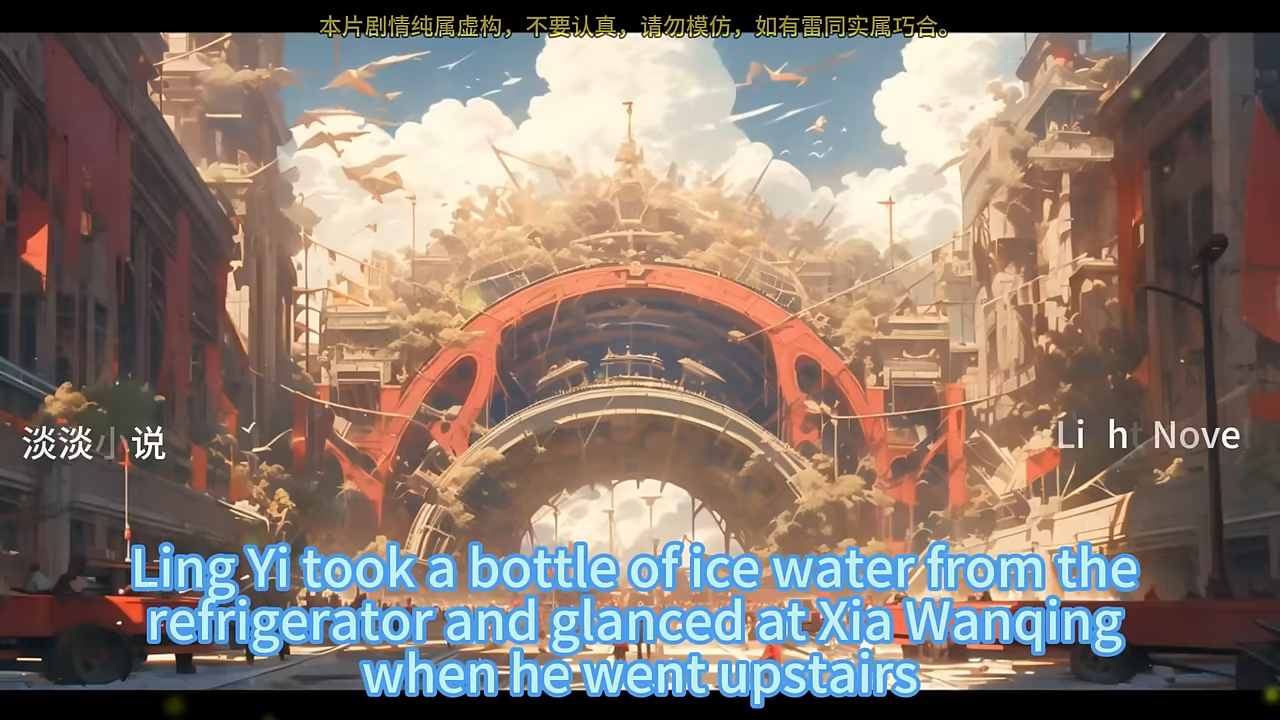 本片剧情纯属虚构，不要认真，请勿模仿，如有雷同实属巧合。
淡淡小说
Li h Nove
Ling Yi took a bottle of ice water from the
refrigerator and glanced at Xia Wanqing
when he went upstairs